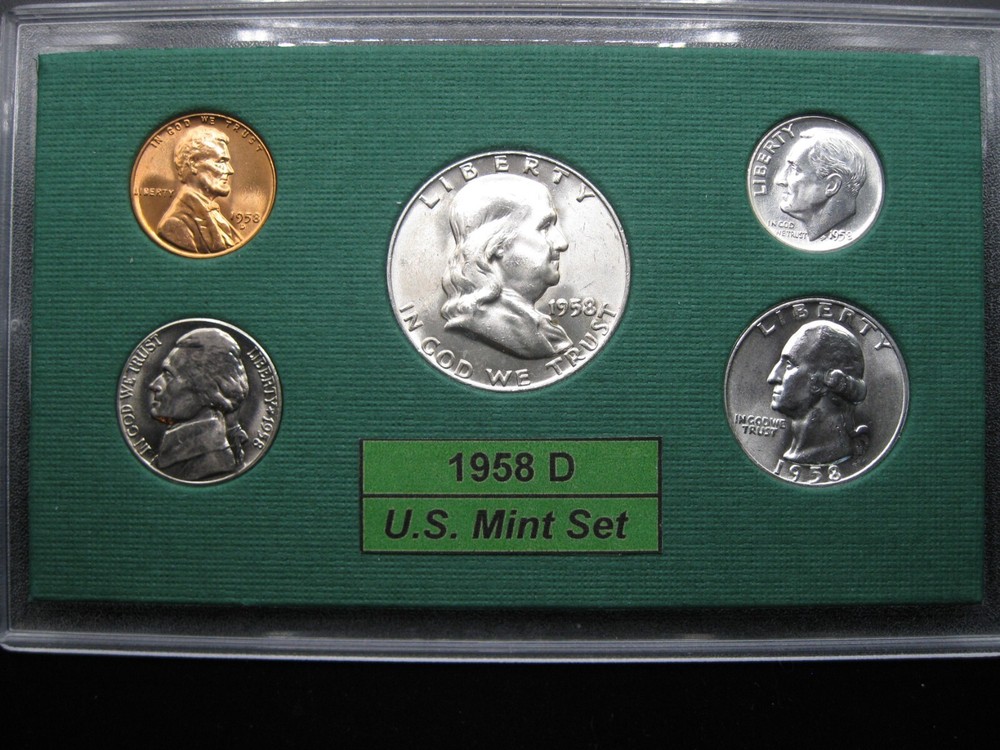 IN GOD WE TRUST
LIBERTY
1958
D
LIBERTY
1958
IN GOD WE TRUST
LIBERTY
IN GOD
WE TRUST
1958
IN GOD WE TRUST
LIBERTY ★ 1958
LIBERTY
IN GOD WE
TRUST
1958
1958 D
U.S. Mint Set